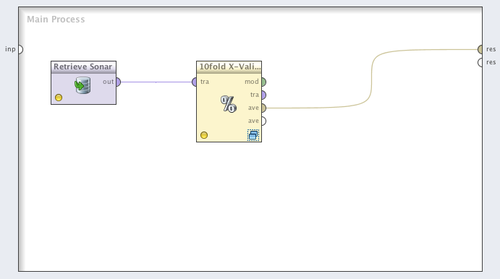 Main Process
inp
res
res
Retrieve Sonar
out
10fold X-Vali...
tra
mod
tra
ave
ave
%